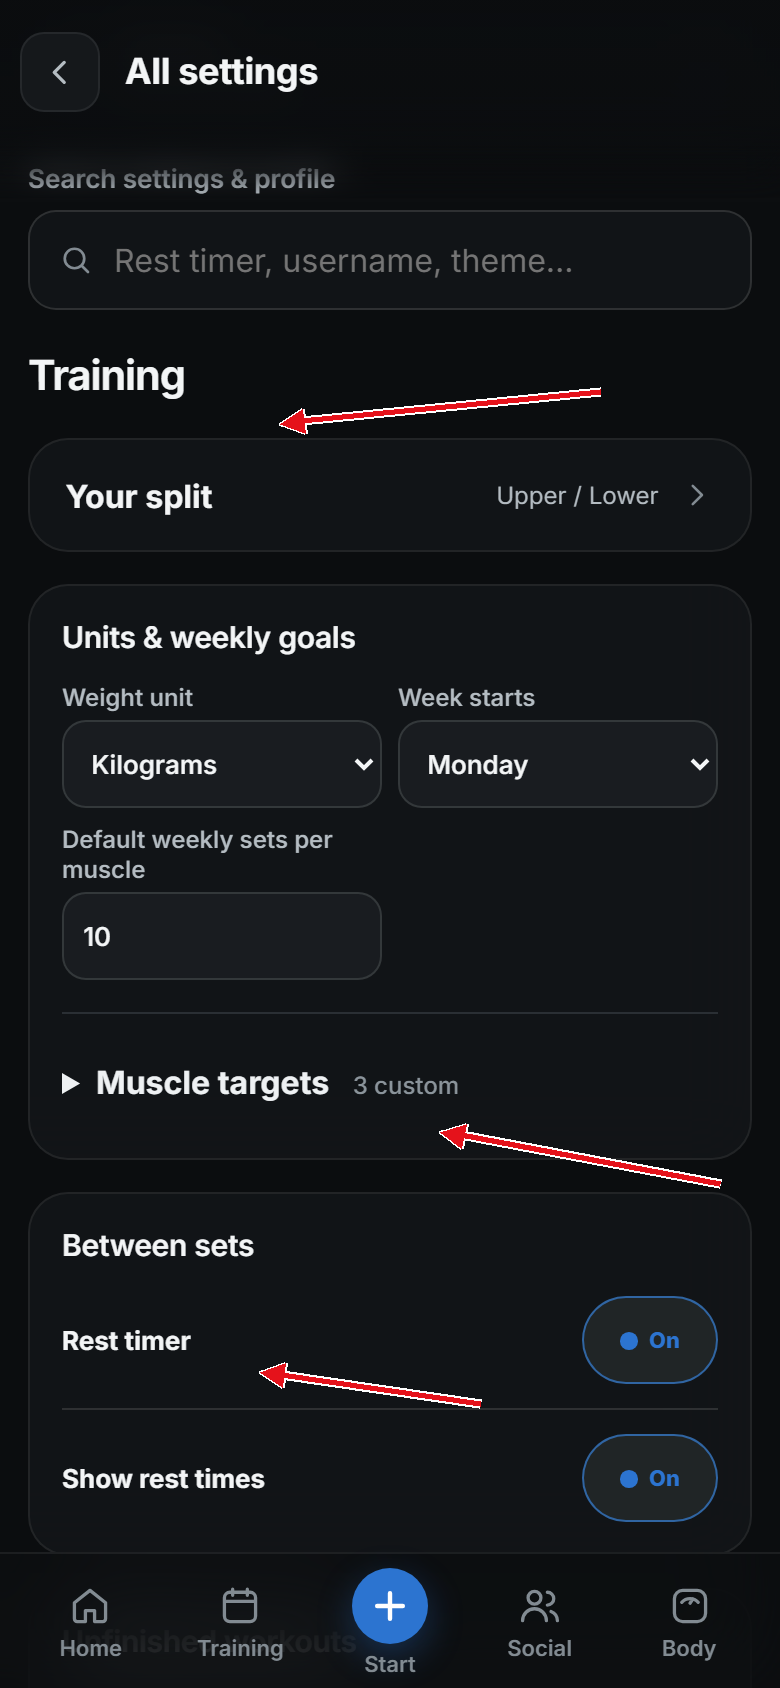 All settings
Search settings & profile
Rest timer, username, theme...
Training
Your split
Upper / Lower
Units & weekly goals
Weight unit
Week starts
Kilograms
Monday
Default weekly sets per
muscle
10
Muscle targets
3 custom
Between sets
Rest timer
On
Show rest times
On
Unfinished workouts
Home
Training
Start
Social
Body